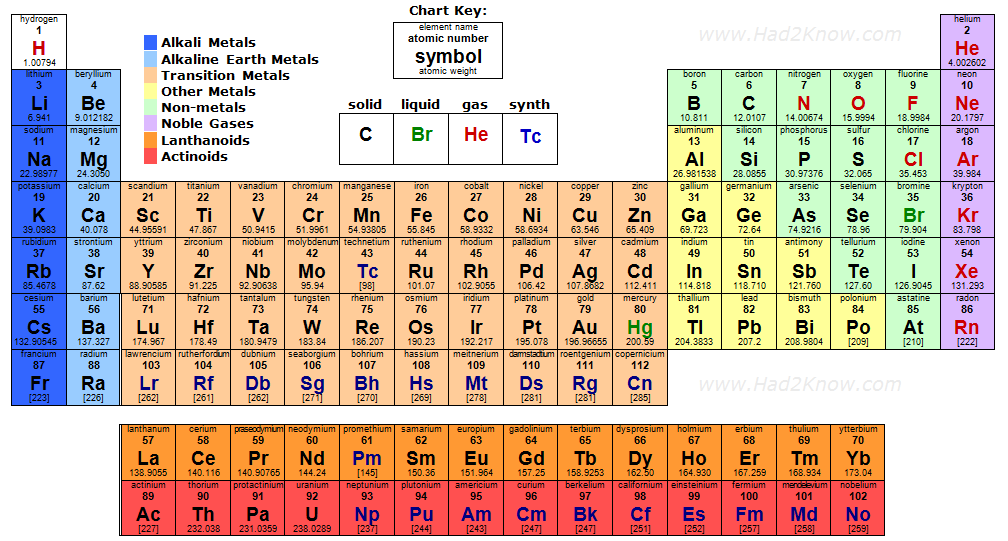 Chart Key:
element name
atomic number
symbol
atomic weight
www.Had2Know.com
Alkali Metals
Alkaline Earth Metals
Transition Metals
Other Metals
Non-metals
Noble Gases
Lanthanoids
Actinoids
solid liquid gas synth
C Br He Tc
hydrogen helium
1 2
H He
1.00794 4.002602
lithium beryllium boron carbon nitrogen oxygen fluorine neon
3 4 5 6 7 8 9 10
Li Be B C N O F Ne
6.941 9.012182 10.811 12.0107 14.00674 15.9994 18.9984 20.1797
sodium magnesium aluminum silicon phosphorus sulfur chlorine argon
11 12 13 14 15 16 17 18
Na Mg Al Si P S Cl Ar
22.98977 24.3050 26.981538 28.0855 30.97376 32.065 35.453 39.984
potassium calcium scandium titanium vanadium chromium manganese iron cobalt nickel copper zinc gallium germanium arsenic selenium bromine krypton
19 20 21 22 23 24 25 26 27 28 29 30 31 32 33 34 35 36
K Ca Sc Ti V Cr Mn Fe Co Ni Cu Zn Ga Ge As Se Br Kr
39.0983 40.078 44.95591 47.867 50.9415 51.9961 54.93805 55.845 58.9332 58.6934 63.546 65.409 69.723 72.64 74.9216 78.96 79.904 83.798
rubidium strontium yttrium zirconium niobium molybdenum technetium ruthenium rhodium palladium silver cadmium indium tin antimony tellurium iodine xenon
37 38 39 40 41 42 43 44 45 46 47 48 49 50 51 52 53 54
Rb Sr Y Zr Nb Mo Tc Ru Rh Pd Ag Cd In Sn Sb Te I Xe
85.4678 87.62 88.90585 91.225 92.90638 95.94 [98] 101.07 102.9055 106.42 107.8682 112.411 114.818 118.710 121.760 127.60 126.9045 131.293
cesium barium lutetium hafnium tantalum tungsten rhenium osmium iridium platinum gold mercury thallium lead bismuth polonium astatine radon
55 56 71 72 73 74 75 76 77 78 79 80 81 82 83 84 85 86
Cs Ba Lu Hf Ta W Re Os Ir Pt Au Hg Tl Pb Bi Po At Rn
132.90545 137.327 174.967 178.49 180.9479 183.84 186.207 190.23 192.217 195.078 196.96655 200.59 204.3833 207.2 208.9804 [209] [210] [222]
francium radium lawrencium rutherfordium dubnium seaborgium bohrium hassium meitnerium darmstadtium roentgenium copernicium
87 88 103 104 105 106 107 108 109 110 111 112
Fr Ra Lr Rf Db Sg Bh Hs Mt Ds Rg Cn
[223] [226] [262] [261] [262] [271] [270] [269] [278] [281] [281] [285]
www.Had2Know.com
lanthanum cerium praseodymium neodymium promethium samarium europium gadolinium terbium dysprosium holmium erbium thulium ytterbium
57 58 59 60 61 62 63 64 65 66 67 68 69 70
La Ce Pr Nd Pm Sm Eu Gd Tb Dy Ho Er Tm Yb
138.9055 140.116 140.90765 144.24 [145] 150.36 151.964 157.25 158.9253 162.50 164.930 167.259 168.934 173.04
actinium thorium protactinium uranium neptunium plutonium americium curium berkelium californium einsteinium fermium mendelevium nobelium
89 90 91 92 93 94 95 96 97 98 99 100 101 102
Ac Th Pa U Np Pu Am Cm Bk Cf Es Fm Md No
[227] 232.038 231.0359 238.0289 [237] [244] [243] [247] [247] [251] [252] [257] [258] [259]